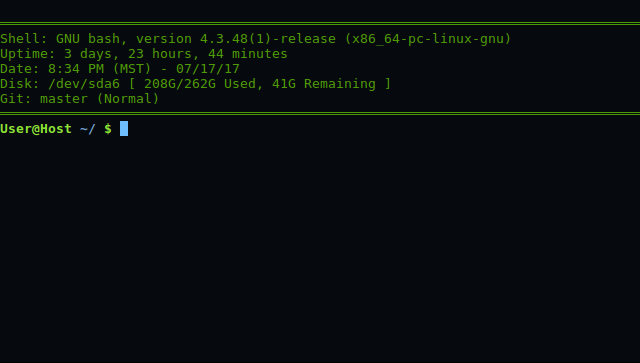 Shell: GNU bash, version 4.3.48(1)-release (x86_64-pc-linux-gnu)
Uptime: 3 days, 23 hours, 44 minutes
Date: 8:34 PM (MST) - 07/17/17
Disk: /dev/sda6 [ 208G/262G Used, 41G Remaining ]
Git: master (Normal)
User@Host ~/ $